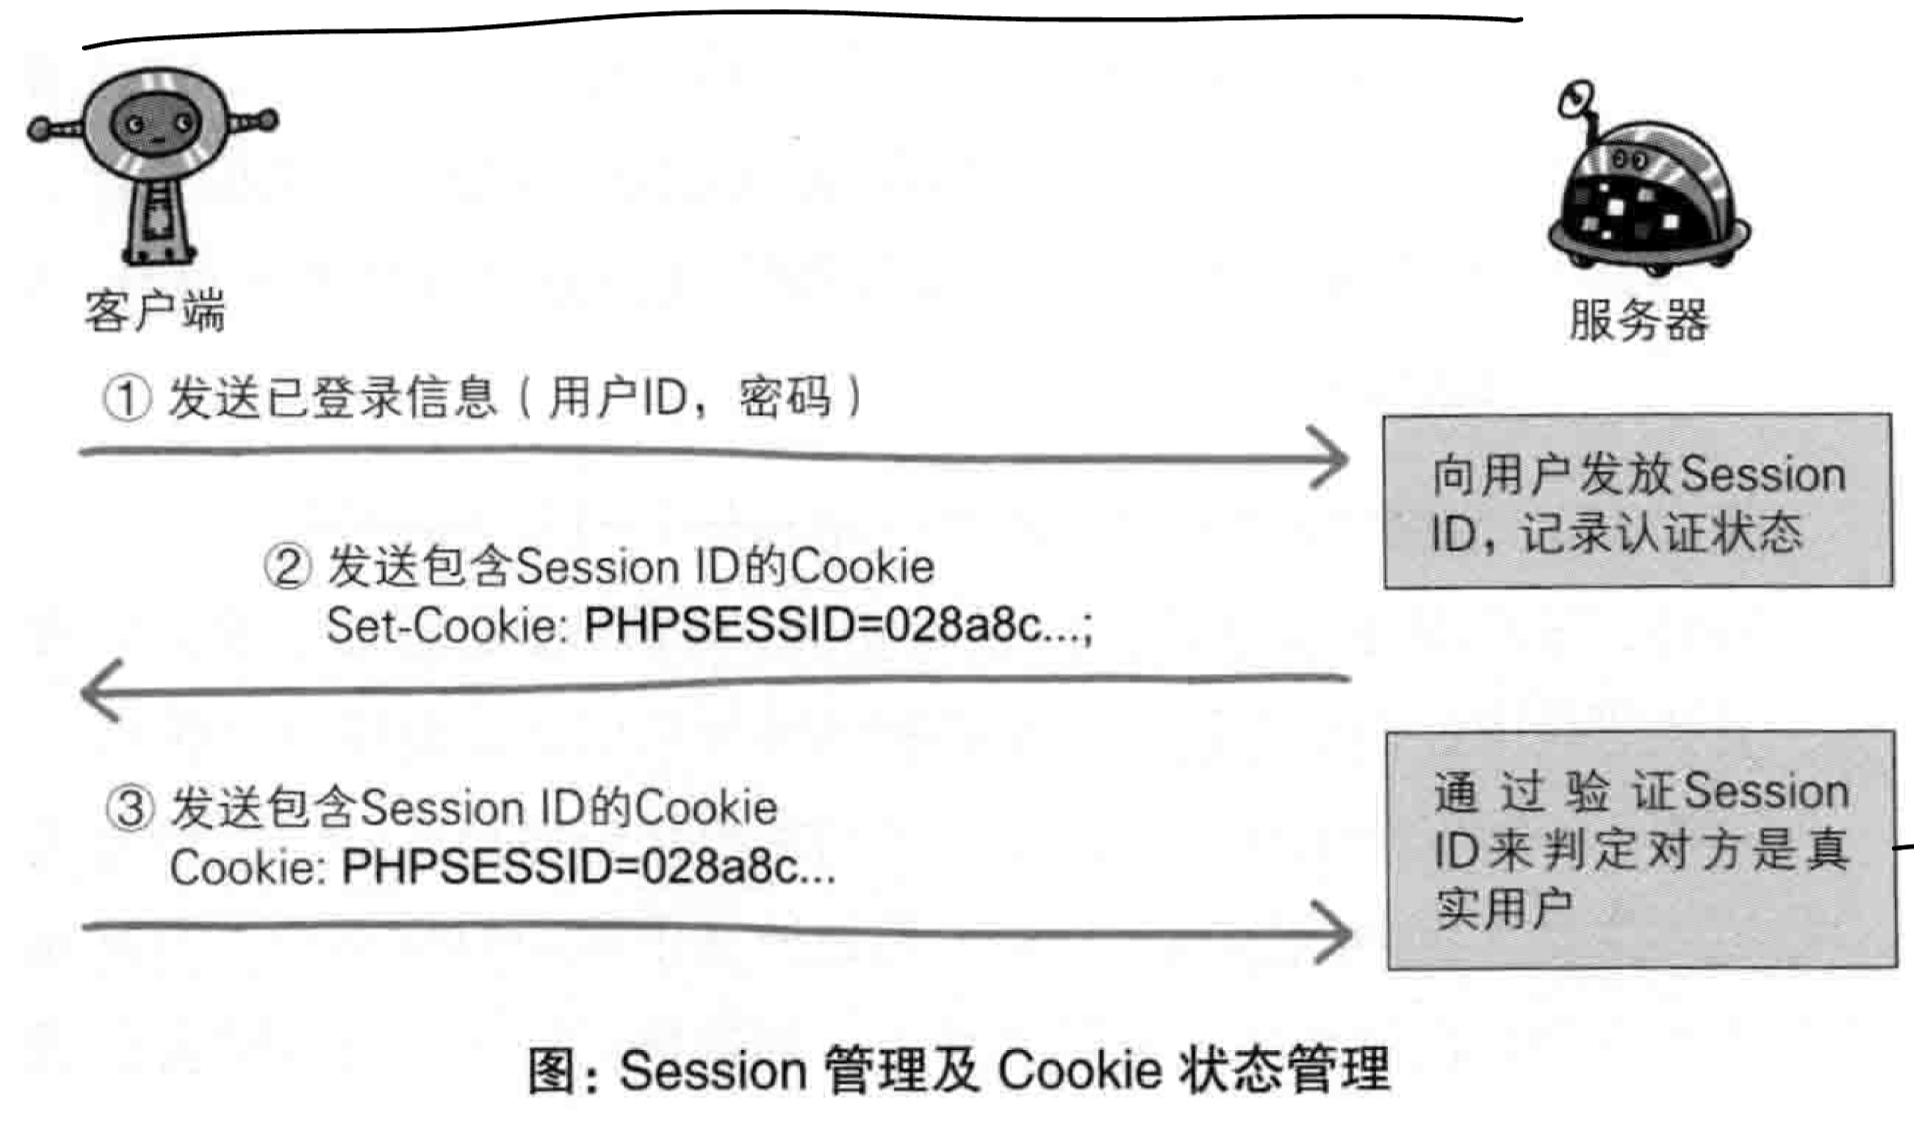 客户端
服务器
① 发送已登录信息（用户ID，密码）
向用户发放Session
ID，记录认证状态
② 发送包含Session ID的Cookie
Set-Cookie: PHPSESSID=028a8c...;
③ 发送包含Session ID的Cookie
Cookie: PHPSESSID=028a8c...
通过验证Session
ID来判定对方是真
实用户
图：Session 管理及 Cookie 状态管理